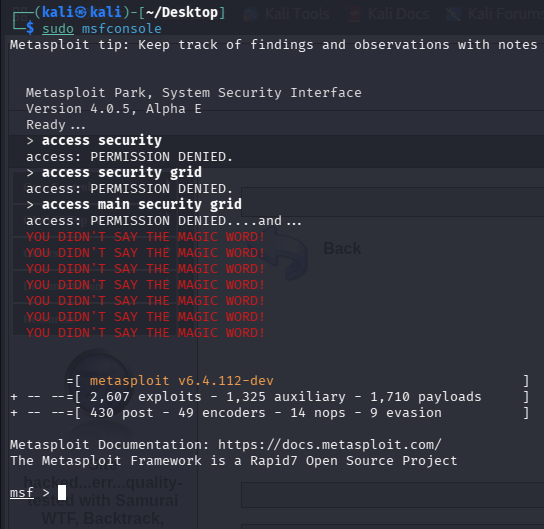 Kali Tools Kali Docs Kali Forums
┌──(kali㉿kali)-[~/Desktop]
└─$ sudo msfconsole
Metasploit tip: Keep track of findings and observations with notes
Metasploit Park, System Security Interface
Version 4.0.5, Alpha E
Ready...
> access security
access: PERMISSION DENIED.
> access security grid
access: PERMISSION DENIED.
> access main security grid
access: PERMISSION DENIED....and...
YOU DIDN'T SAY THE MAGIC WORD!
YOU DIDN'T SAY THE MAGIC WORD!
Back
YOU DIDN'T SAY THE MAGIC WORD!
YOU DIDN'T SAY THE MAGIC WORD!
YOU DIDN'T SAY THE MAGIC WORD!
YOU DIDN'T SAY THE MAGIC WORD!
YOU DIDN'T SAY THE MAGIC WORD!
=[ metasploit v6.4.112-dev ]
+ -- --=[ 2,607 exploits - 1,325 auxiliary - 1,710 payloads ]
+ -- --=[ 430 post - 49 encoders - 14 nops - 9 evasion ]
Metasploit Documentation: https://docs.metasploit.com/
The Metasploit Framework is a Rapid7 Open Source Project
backed...err...quality-
msf >
tested with Samurai
WTF, Backtrack,